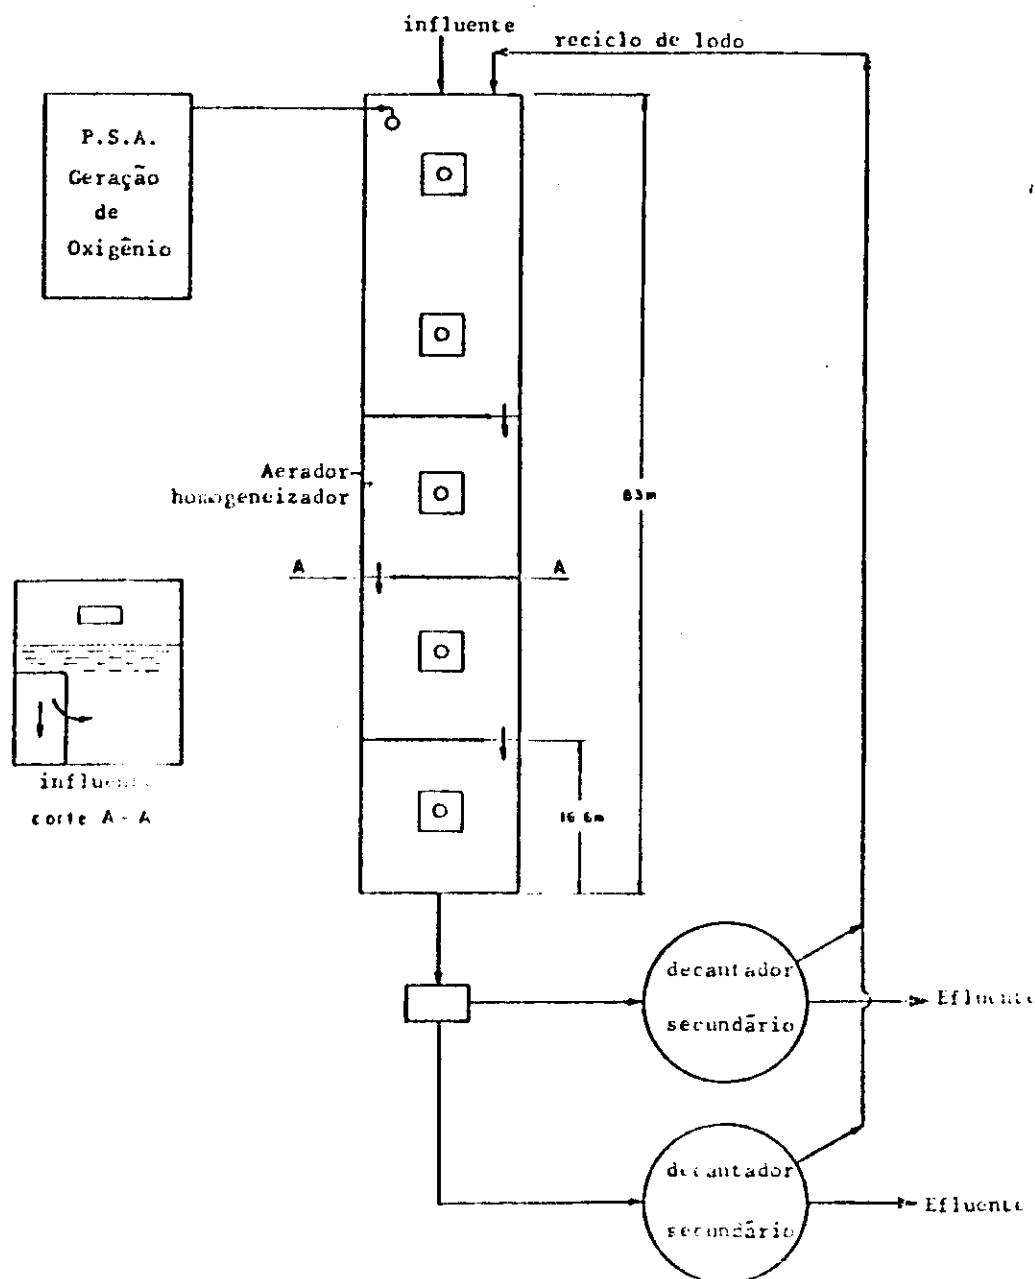 influente
reciclo de lodo
P.S.A.
Geração
de
Oxigênio
Aerador
homogeneizador
83m
A
A
16 6m
corte A - A
decantador
secundário
Efluente
decantador
secundário
Efluente